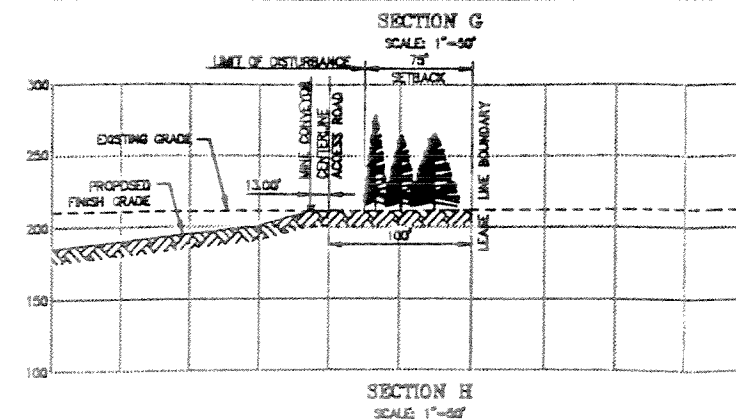 SECTION G
SCALE: 1"=50'
LIMIT OF DISTURBANCE
75'
SETBACK
300
MINE CONVEYOR
CENTERLINE
ACCESS ROAD
LEASE LINE BOUNDARY
EXISTING GRADE
250
PROPOSED
FINISH GRADE
13.00'
200
100'
150
100
SECTION H
SCALE: 1"=50'